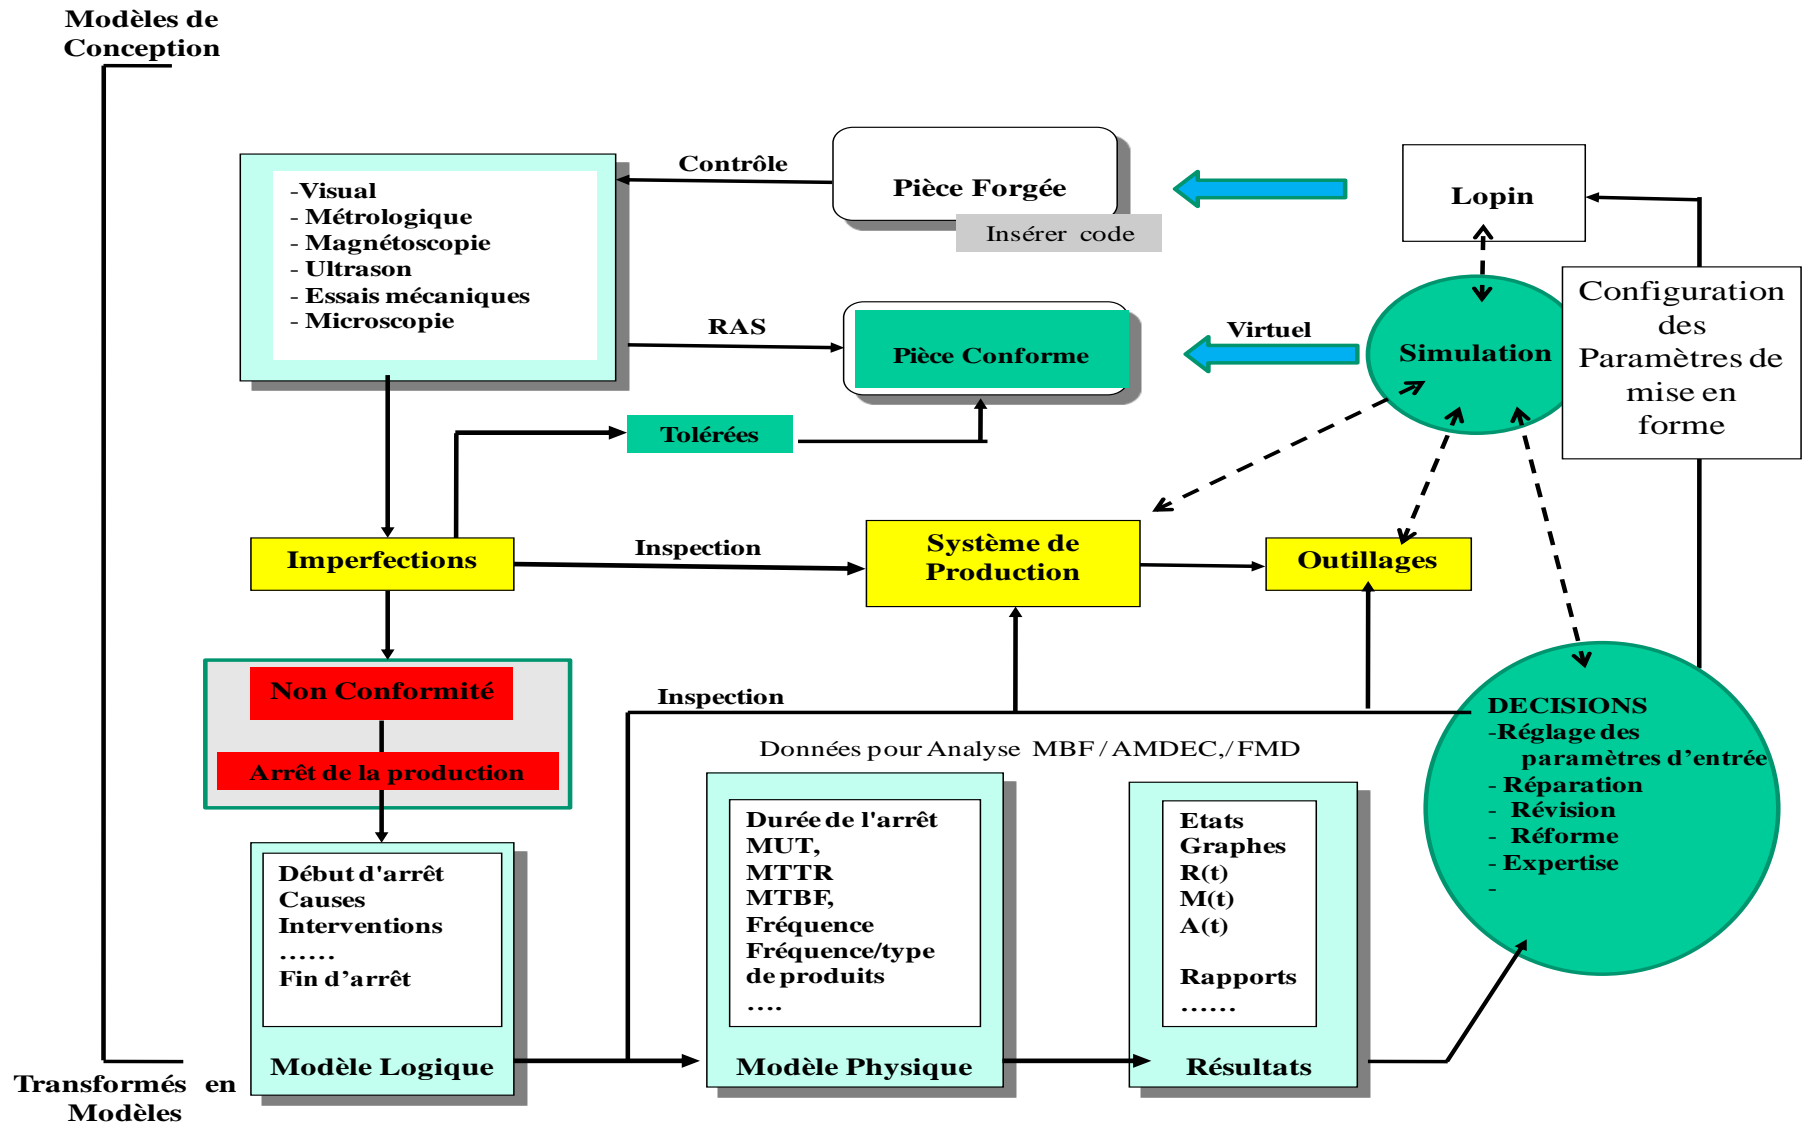 Modèles de
Conception
Contrôle
Pièce Forgée
Insérer code
Lopin
-Visual
- Métrologique
- Magnétoscopie
- Ultrason
- Essais mécaniques
- Microscopie
RAS
Pièce Conforme
Virtuel
Simulation
Configuration
des
Paramètres de
mise en
forme
Tolérées
Imperfections
Inspection
Système de
Production
Outillages
Non Conformité
Arrêt de la production
Inspection
Données pour Analyse MBF / AMDEC,/ FMD
DECISIONS
-Réglage des
paramètres d’entrée
- Réparation
- Révision
- Réforme
- Expertise
-
Début d'arrêt
Causes
Interventions
……
Fin d’arrêt
Modèle Logique
Durée de l'arrêt
MUT,
MTTR
MTBF,
Fréquence
Fréquence/type
de produits
….
Modèle Physique
Etats
Graphes
R(t)
M(t)
A(t)
Rapports
……
Résultats
Transformés en
Modèles